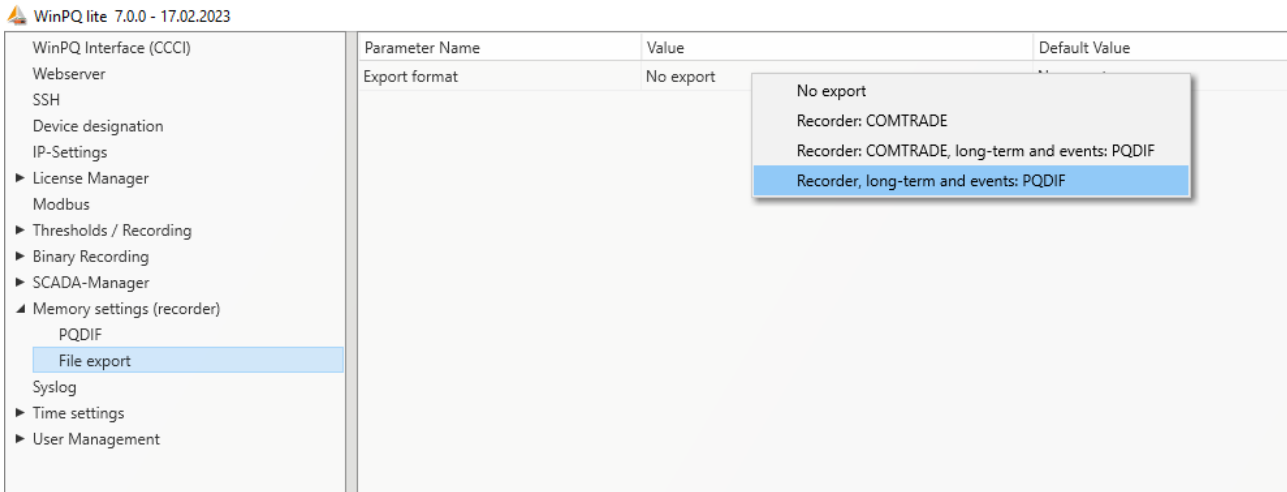 WinPQ lite 7.0.0 - 17.02.2023
WinPQ Interface (CCCI)
Webserver
SSH
Device designation
IP-Settings
License Manager
Modbus
Thresholds / Recording
Binary Recording
SCADA-Manager
Memory settings (recorder)
PQDIF
File export
Syslog
Time settings
User Management
Parameter Name Value Default Value
Export format No export
No export
Recorder: COMTRADE
Recorder: COMTRADE, long-term and events: PQDIF
Recorder, long-term and events: PQDIF